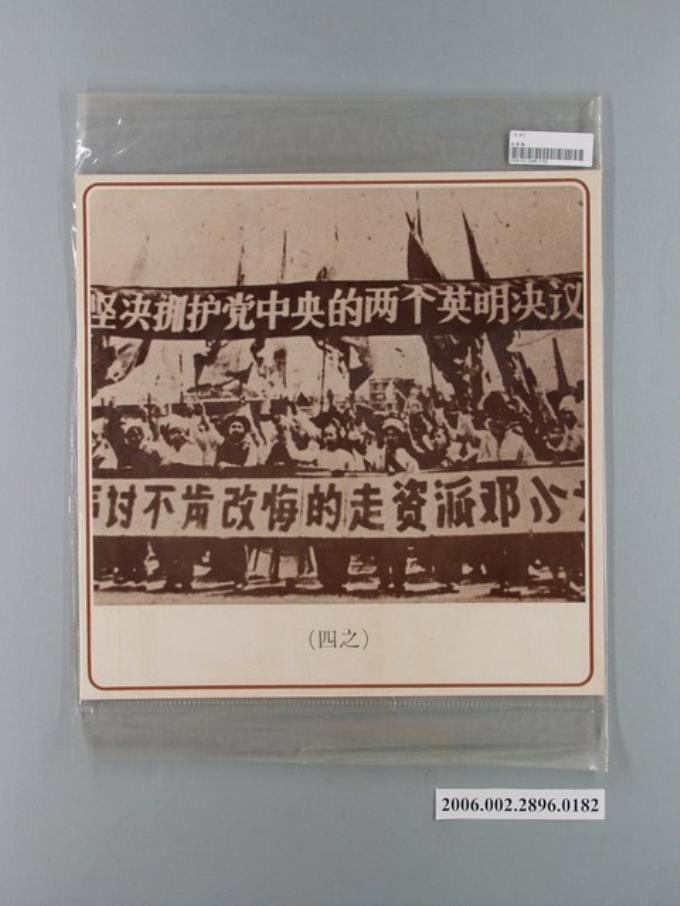 坚决拥护党中央的两个英明决议
讨不肯改悔的走资派邓小
(四之)
2006.002.2896.0182